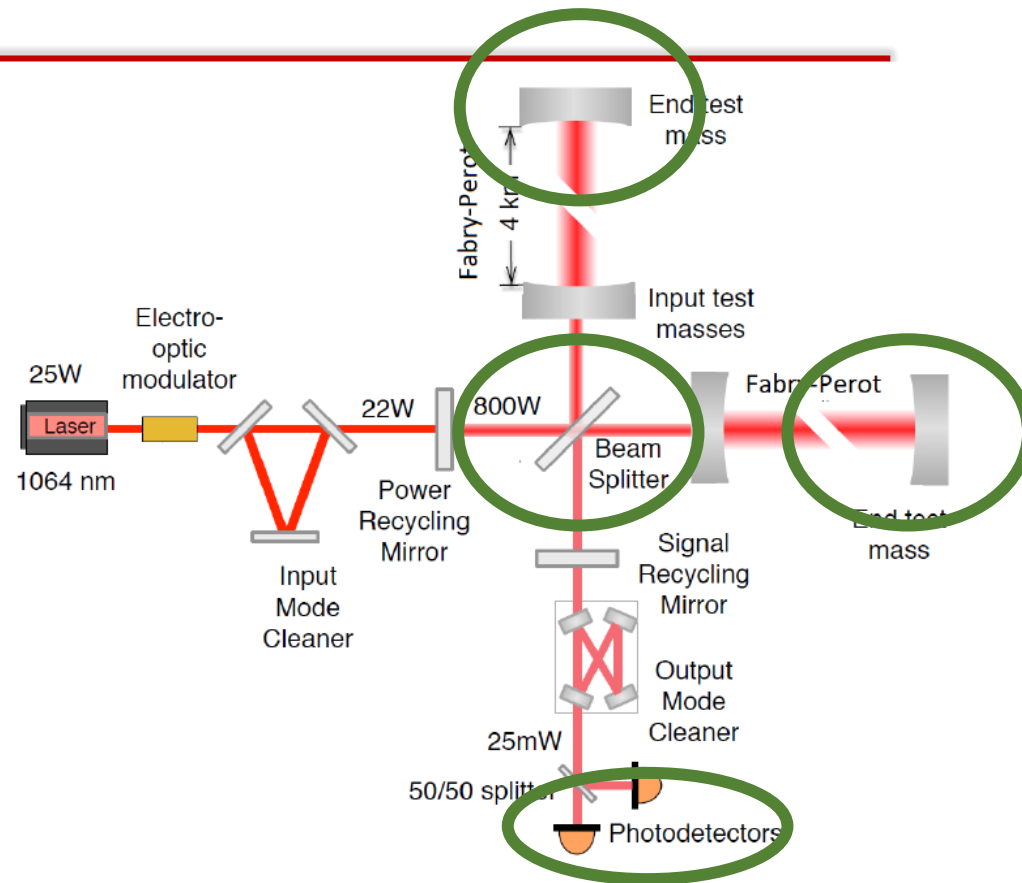 End test
mass
Fabry-Perot
4 km
Input test
masses
Electro-
optic
modulator
25W
Laser
1064 nm
22W
800W
Fabry-Perot
Beam
Splitter
Power
Recycling
Mirror
End test
mass
Input
Mode
Cleaner
Signal
Recycling
Mirror
Output
Mode
Cleaner
25mW
50/50 splitter
Photodetectors